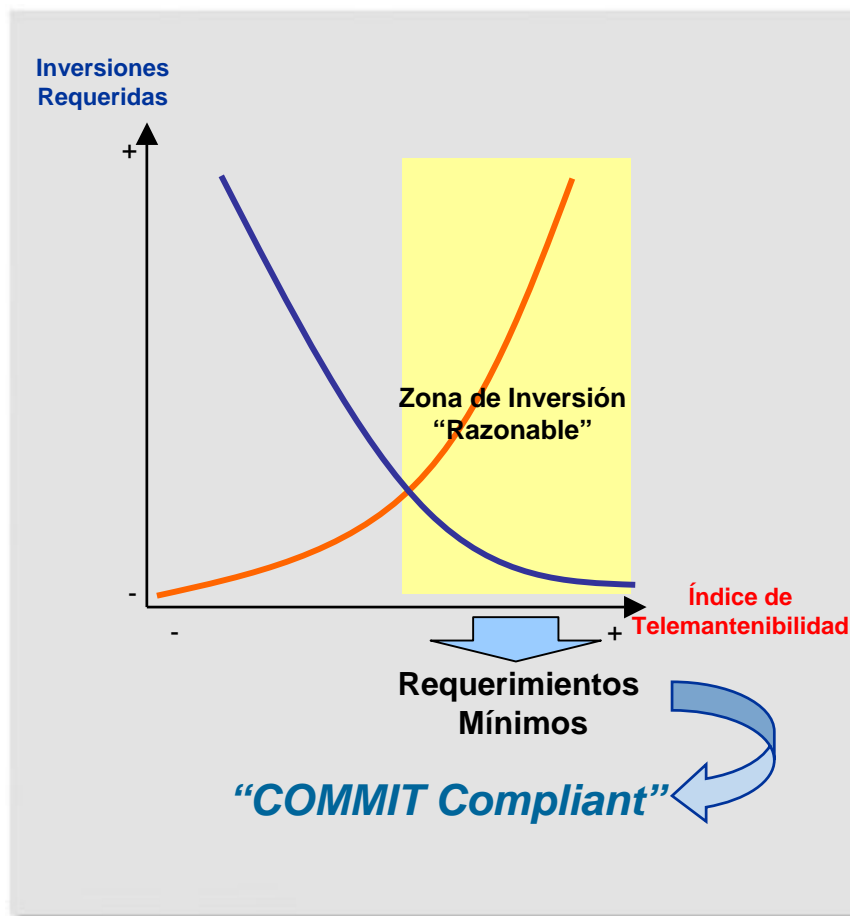 Inversiones
Requeridas
+
Zona de Inversión
“Razonable”
-
Índice de
Telemantenibilidad
-
+
Requerimientos
Mínimos
“COMMIT Compliant”